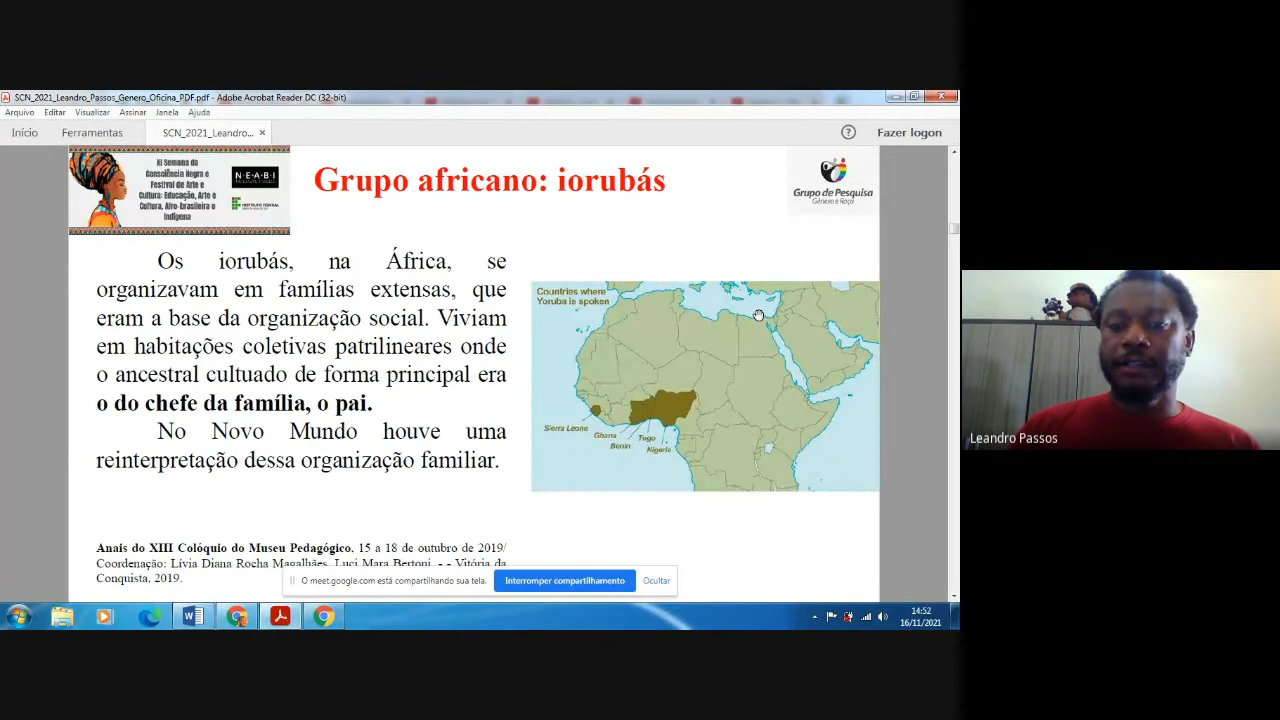 SCN_2021_Leandro_Passos_Genero_Oficina_PDF.pdf - Adobe Acrobat Reader DC (32-bit)
Arquivo Editar Visualizar Assinar Janela Ajuda
Início Ferramentas SCN_2021_Leandro... × Fazer logon
XI Semana da
Consciência Negra e
Festival de Arte e
Cultura: Educação, Arte e
Cultura, Afro-brasileira e
Indígena
NEABI
INSTITUTO FEDERAL
Grupo africano: iorubás
Grupo de Pesquisa
Gênero e Raça
Os iorubás, na África, se
organizavam em famílias extensas, que
eram a base da organização social. Viviam
em habitações coletivas patrilineares onde
o ancestral cultuado de forma principal era
o do chefe da família, o pai.
No Novo Mundo houve uma
reinterpretação dessa organização familiar.
Countries where
Yoruba is spoken
Sierra Leone
Ghana
Benin
Togo
Nigeria
Anais do XIII Colóquio do Museu Pedagógico, 15 a 18 de outubro de 2019/
Coordenação: Lívia Diana Rocha Magalhães, Luci Mara Bertoni. - - Vitória da
Conquista, 2019.
O meet.google.com está compartilhando sua tela. Interromper compartilhamento Ocultar
14:52
16/11/2021
Leandro Passos